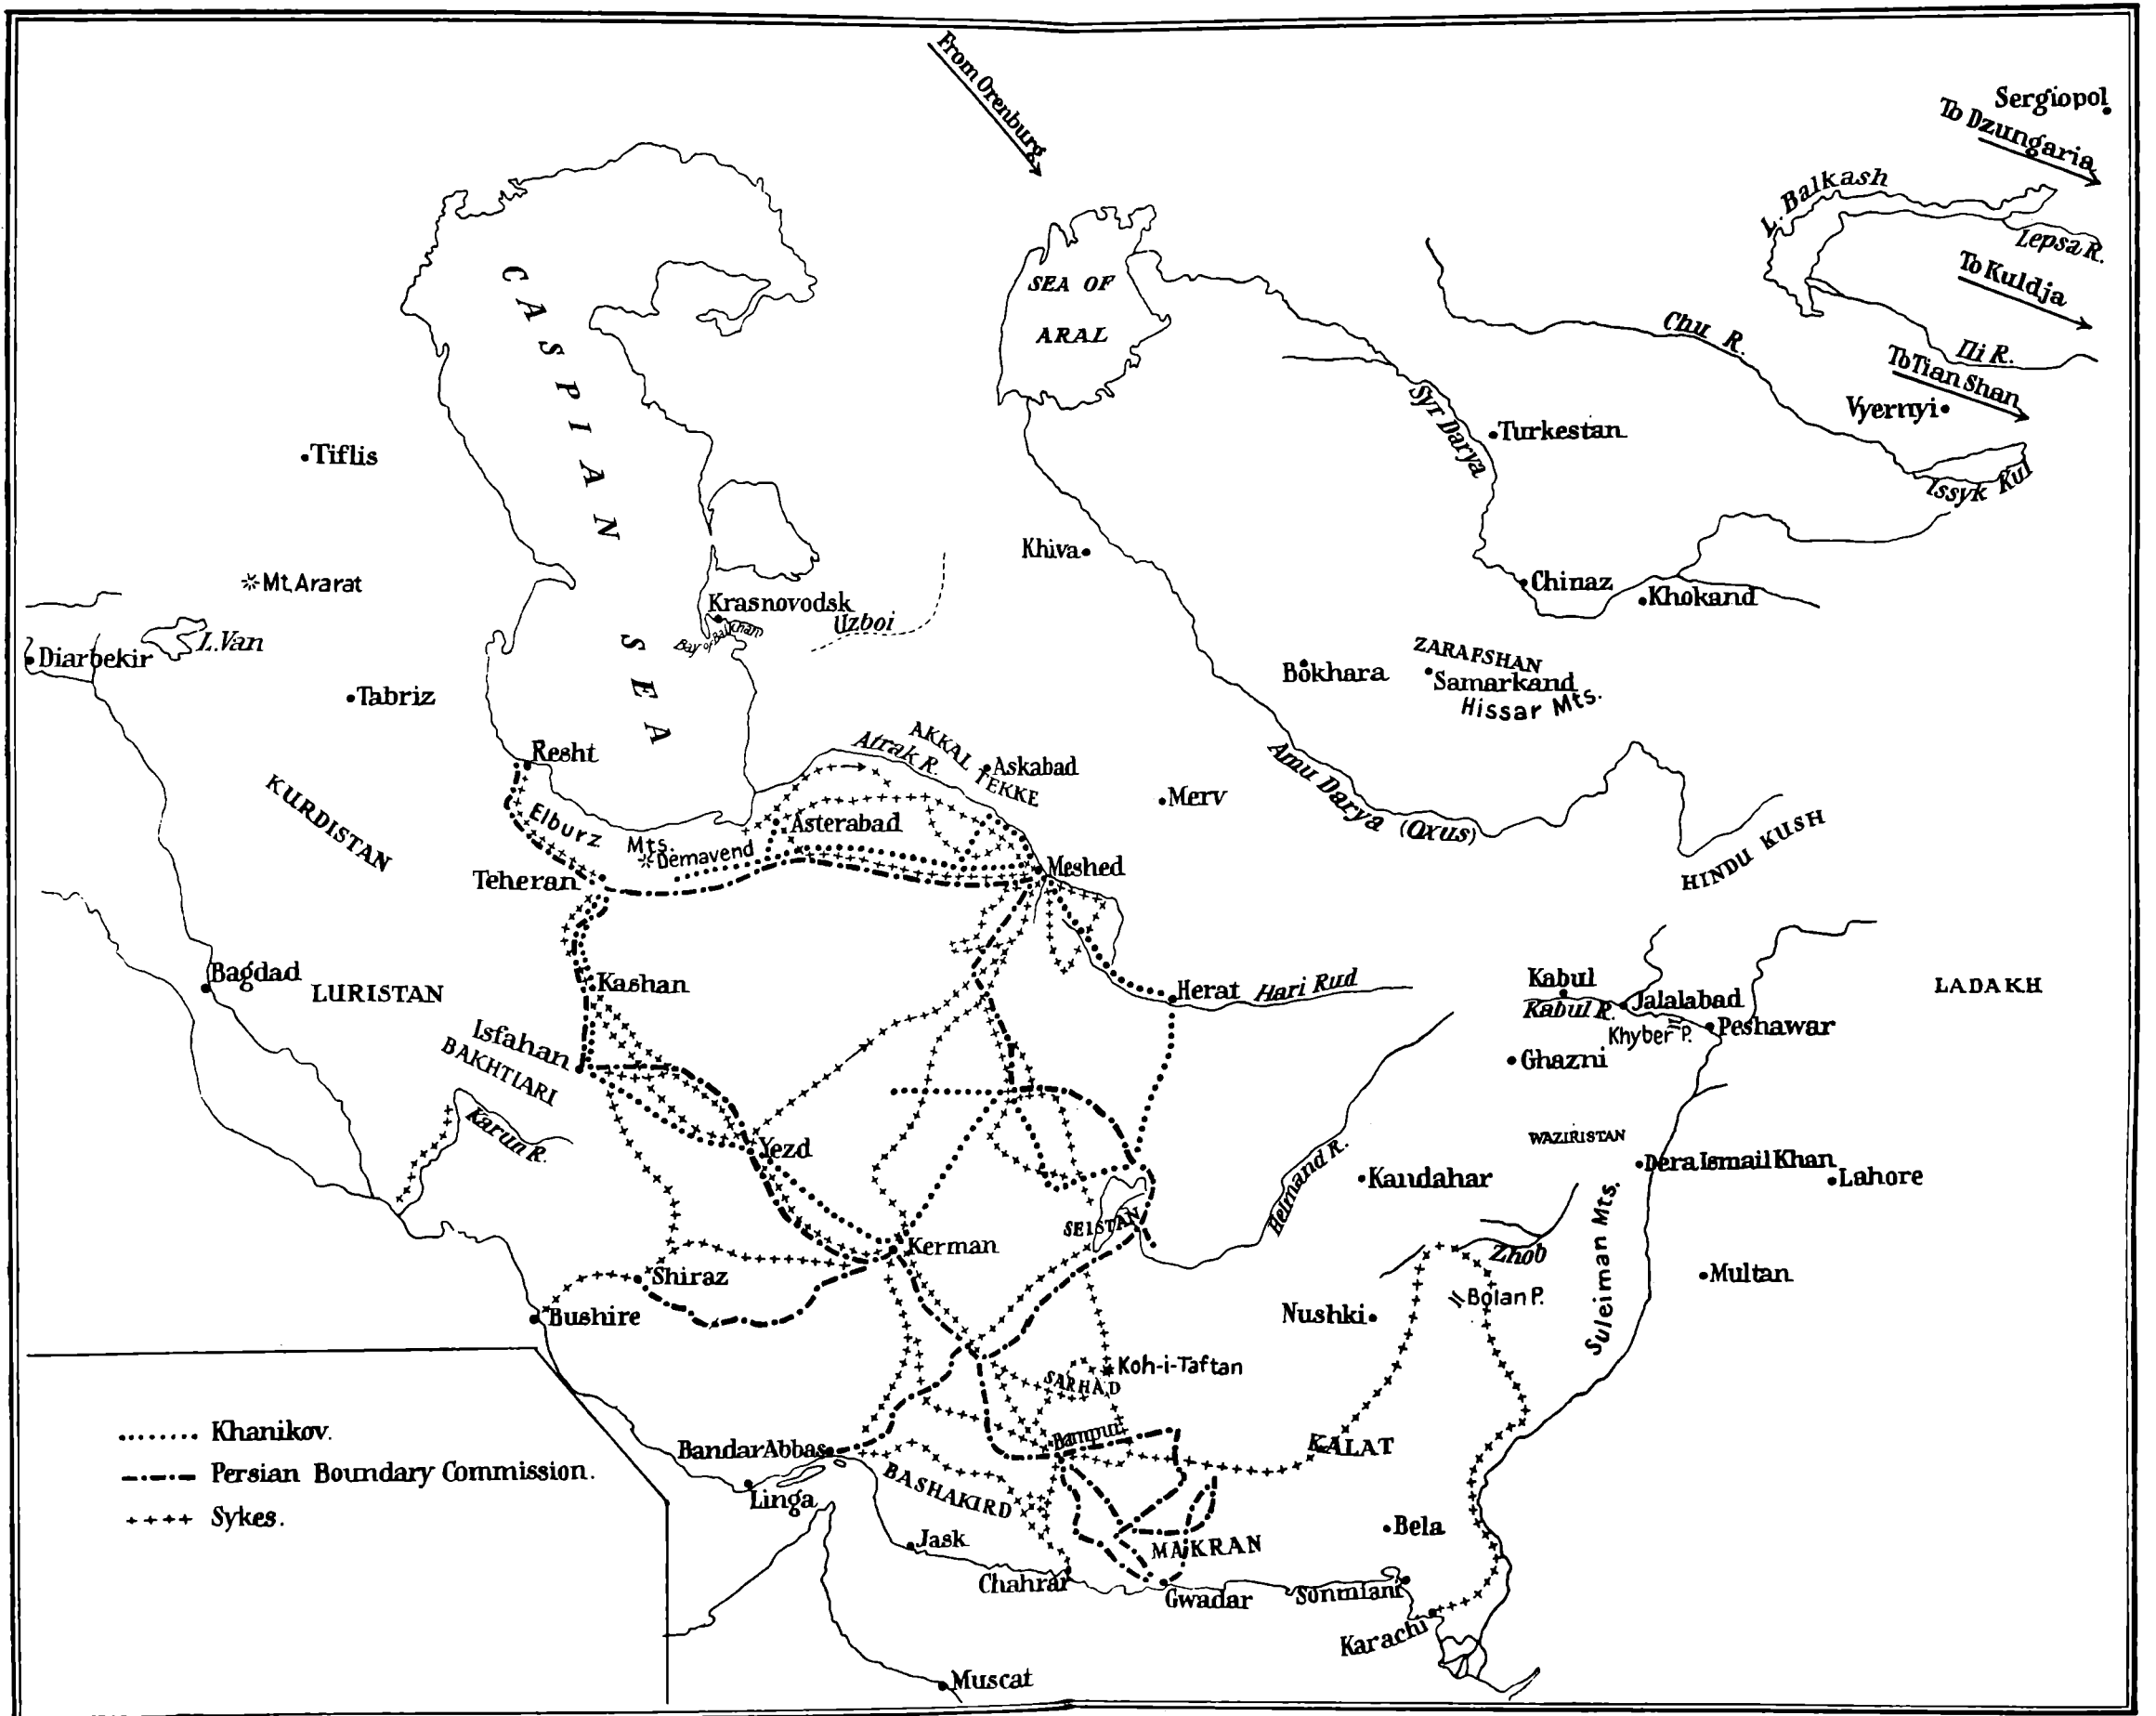 From Orenburg
Sergiopol
To Dzungaria
L. Balkash
Lepsa R.
To Kuldja
SEA OF
ARAL
CASPIAN SEA
Chu R.
Ili R.
To Tian Shan
Vyernyi
Syr Darya
Turkestan
Issyk Kul
Tiflis
Khiva
Mt. Ararat
Chinaz
Khokand
Krasnovodsk
Uzboi
Bay of Balkhan
L. Van
Diarbekir
ZARAFSHAN
Bokhara
Samarkand
Hissar Mts.
Tabriz
Resht
Atrak R.
AKKAL TEKKE
Askabad
Merv
Amu Darya (Oxus)
KURDISTAN
Elburz Mts.
Asterabad
Demavend
Teheran
Meshed
HINDU KUSH
Bagdad
LURISTAN
Kashan
Herat
Hari Rud
Kabul
Kabul R.
Jalalabad
LADAKH
Khyber P.
Peshawar
Isfahan
BAKHTIARI
Ghazni
Karun R.
Yezd
WAZIRISTAN
Dera Ismail Khan
Lahore
Helmand R.
Kandahar
SEISTAN
Kerman
Zhob
Suleiman Mts.
Shiraz
Multan
Bushire
Nushki
Bolan P.
Koh-i-Taftan
SARHAD
Khanikov.
Persian Boundary Commission.
Sykes.
Bandar Abbas
Bampur
KALAT
Linga
BASHAKIRD
Jask
MAKRAN
Bela
Chahrar
Gwadar
Sonmiani
Karachi
Muscat